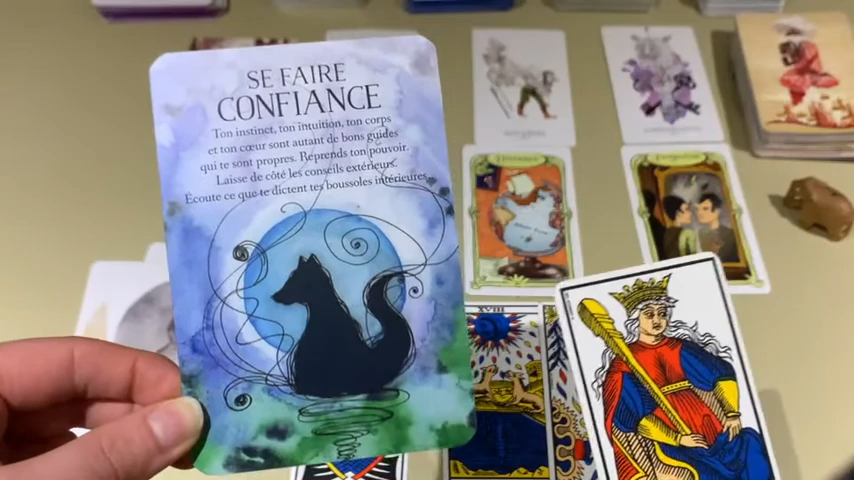 SE FAIRE
CONFIANCE
Ton instinct, ton intuition, ton corps
et ton cœur sont autant de bons guides
qui te sont propres. Reprends ton pouvoir.
Laisse de côté les conseils extérieurs.
Écoute ce que te dictent tes boussoles intérieures.
XVIII